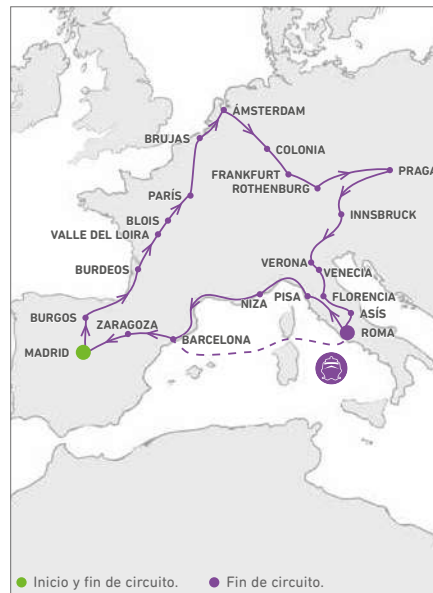 ÁMSTERDAM
BRUJAS
COLONIA
FRANKFURT
PRAGA
ROTHENBURG
PARÍS
INNSBRUCK
BLOIS
VALLE DEL LOIRA
VERONA
VENECIA
BURDEOS
NIZA
PISA
FLORENCIA
ASÍS
BURGOS
ZARAGOZA
ROMA
BARCELONA
MADRID
Inicio y fin de circuito.
Fin de circuito.